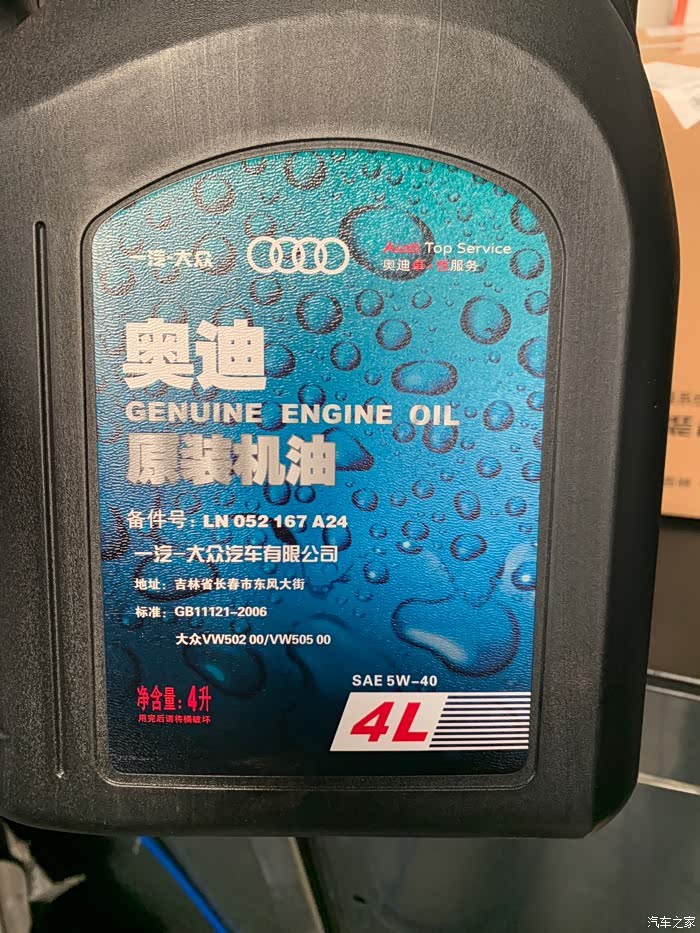 一汽-大众
Audi Top Service
奥迪卓·悦服务
奥迪
GENUINE ENGINE OIL
原装机油
备件号：LN 052 167 A24
一汽-大众汽车有限公司
地址：吉林省长春市东风大街
标准：GB11121-2006
大众VW502 00/VW505 00
净含量：4升
用完后请将桶破坏
SAE 5W-40
4L
汽车之家